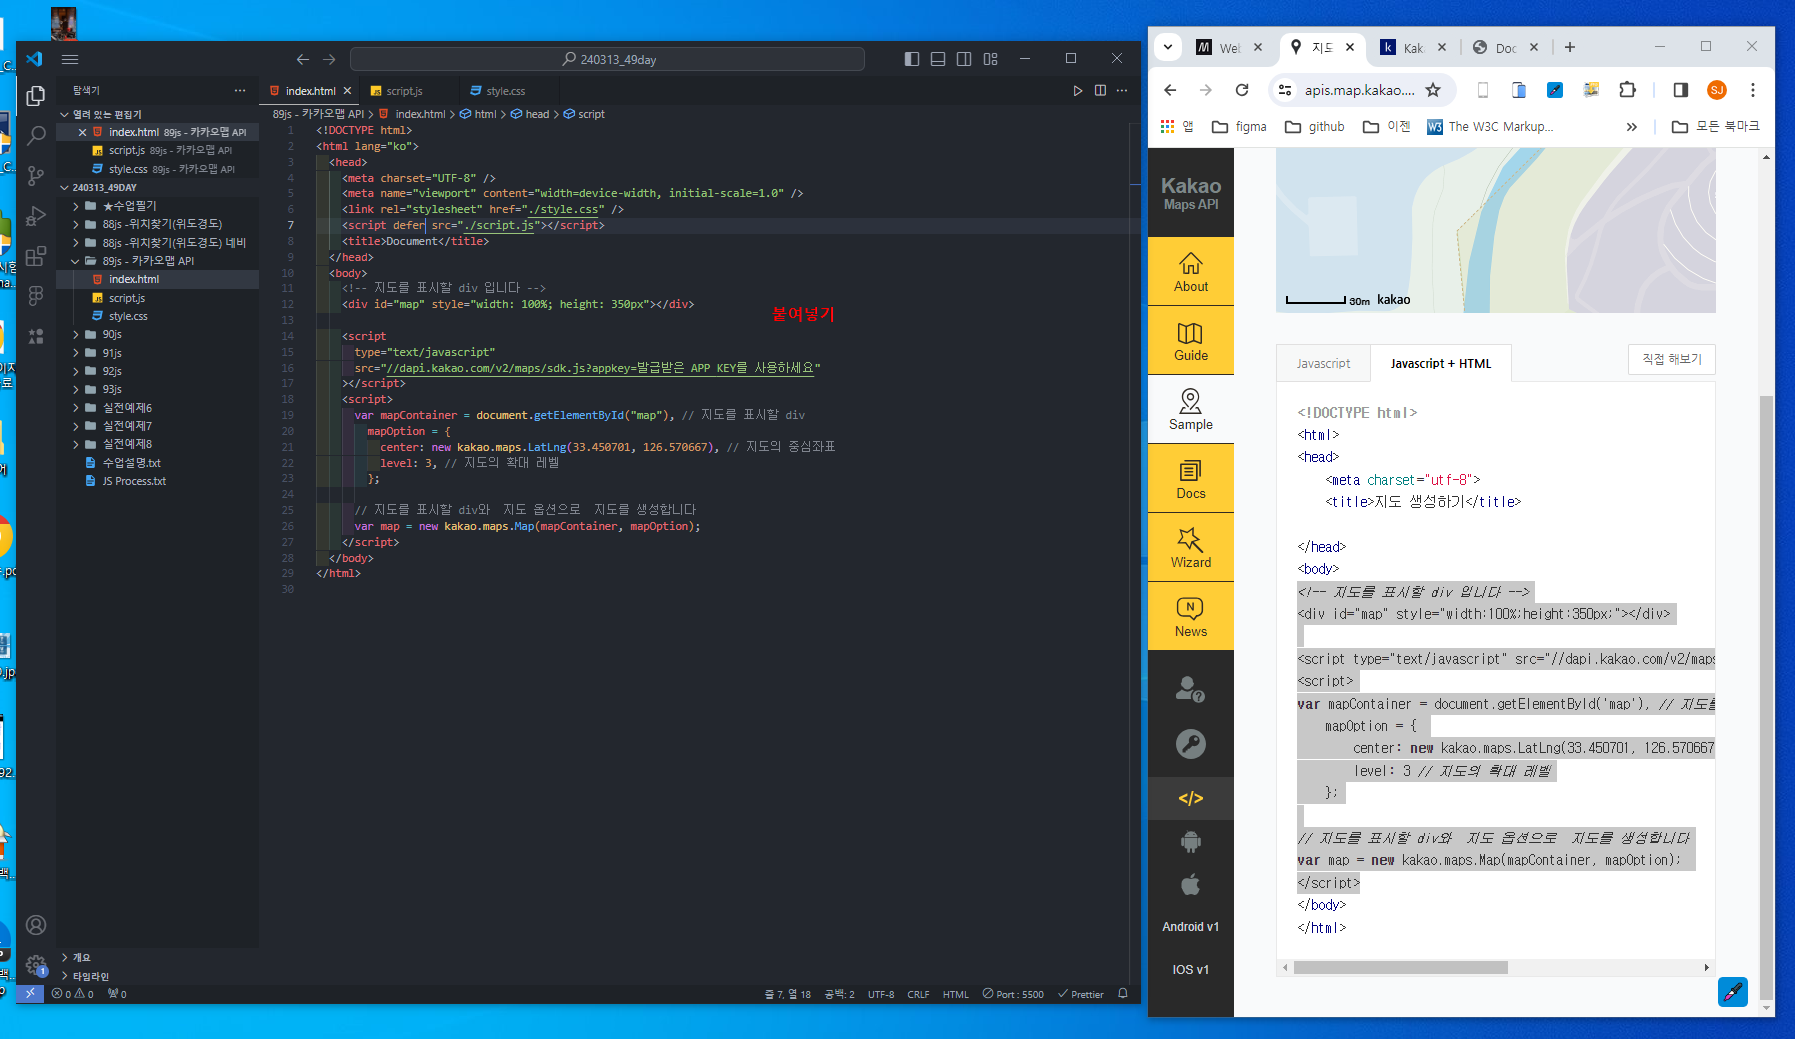 240313_49day
탐색기
index.html
script.js
style.css
열려 있는 편집기
index.html 89js - 카카오맵 API
script.js 89js - 카카오맵 API
style.css 89js - 카카오맵 API
240313_49DAY
★수업필기
88js -위치찾기(위도경도)
88js -위치찾기(위도경도) 네비
89js - 카카오맵 API
index.html
script.js
style.css
90js
91js
92js
93js
실전예제6
실전예제7
실전예제8
수업설명.txt
JS Process.txt
개요
타임라인
89js - 카카오맵 API > index.html > html > head > script
1 <!DOCTYPE html>
2 <html lang="ko">
3 <head>
4 <meta charset="UTF-8" />
5 <meta name="viewport" content="width=device-width, initial-scale=1.0" />
6 <link rel="stylesheet" href="./style.css" />
7 <script defer src="./script.js"></script>
8 <title>Document</title>
9 </head>
10 <body>
11 <!-- 지도를 표시할 div 입니다 -->
12 <div id="map" style="width: 100%; height: 350px"></div>
붙여넣기
13
14 <script
15 type="text/javascript"
16 src="//dapi.kakao.com/v2/maps/sdk.js?appkey=발급받은 APP KEY를 사용하세요"
17 ></script>
18 <script>
19 var mapContainer = document.getElementById("map"), // 지도를 표시할 div
20 mapOption = {
21 center: new kakao.maps.LatLng(33.450701, 126.570667), // 지도의 중심좌표
22 level: 3, // 지도의 확대 레벨
23 };
24
25 // 지도를 표시할 div와  지도 옵션으로  지도를 생성합니다
26 var map = new kakao.maps.Map(mapContainer, mapOption);
27 </script>
28 </body>
29 </html>
30
0 0 0
줄 7, 열 18 공백: 2 UTF-8 CRLF HTML Port : 5500 Prettier
지도
Kak
Doc
apis.map.kakao....
SJ
앱 figma github 이젠 W3 The W3C Markup... » 모든 북마크
Kakao
Maps API
About
Guide
Sample
Docs
Wizard
News
</>
Android v1
IOS v1
30m kakao
Javascript
Javascript + HTML
직접 해보기
<!DOCTYPE html>
<html>
<head>
<meta charset="utf-8">
<title>지도 생성하기</title>
</head>
<body>
<!-- 지도를 표시할 div 입니다 -->
<div id="map" style="width:100%;height:350px;"></div>
<script type="text/javascript" src="//dapi.kakao.com/v2/maps
<script>
var mapContainer = document.getElementById('map'), // 지도를
mapOption = {
center: new kakao.maps.LatLng(33.450701, 126.570667
level: 3 // 지도의 확대 레벨
};
// 지도를 표시할 div와  지도 옵션으로  지도를 생성합니다
var map = new kakao.maps.Map(mapContainer, mapOption);
</script>
</body>
</html>